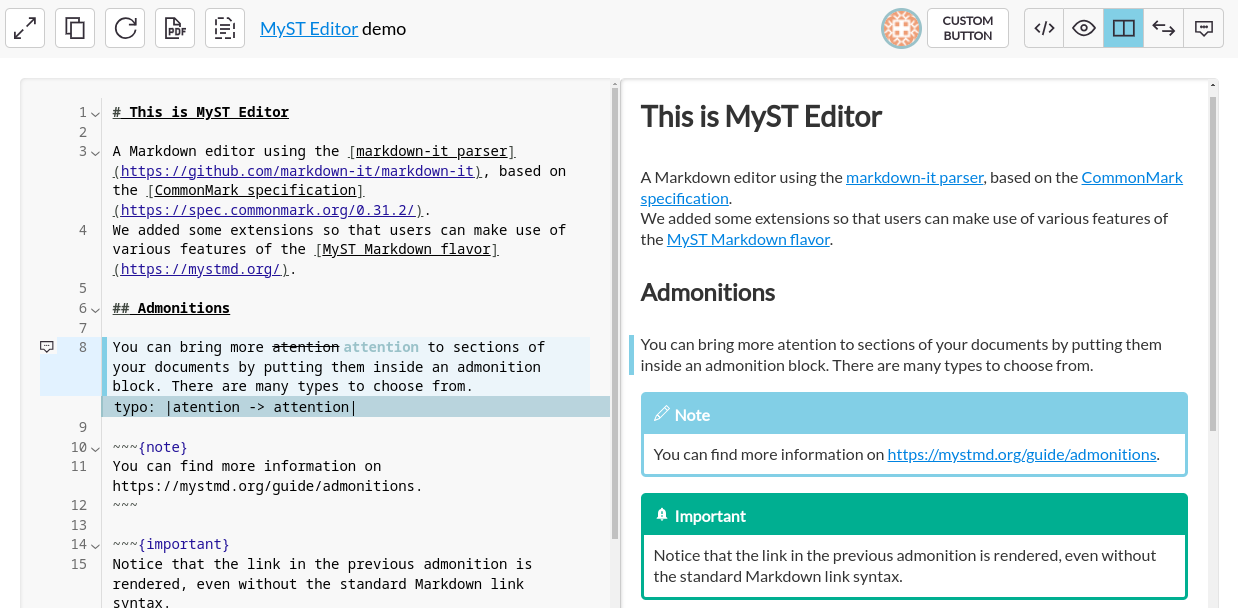 PDF
MyST Editor demo
CUSTOM
BUTTON
1 # This is MyST Editor
2
3 A Markdown editor using the [markdown-it parser]
(https://github.com/markdown-it/markdown-it), based on
the [CommonMark specification]
(https://spec.commonmark.org/0.31.2/).
4 We added some extensions so that users can make use of
various features of the [MyST Markdown flavor]
(https://mystmd.org/).
5
6 ## Admonitions
7
8 You can bring more atention attention to sections of
your documents by putting them inside an admonition
block. There are many types to choose from.
typo: |atention -> attention|
9
10 ~~~{note}
11 You can find more information on
https://mystmd.org/guide/admonitions.
12 ~~~
13
14 ~~~{important}
15 Notice that the link in the previous admonition is
rendered, even without the standard Markdown link
syntax.
This is MyST Editor
A Markdown editor using the markdown-it parser, based on the CommonMark
specification.
We added some extensions so that users can make use of various features of
the MyST Markdown flavor.
Admonitions
You can bring more atention to sections of your documents by putting them
inside an admonition block. There are many types to choose from.
Note
You can find more information on https://mystmd.org/guide/admonitions.
Important
Notice that the link in the previous admonition is rendered, even without
the standard Markdown link syntax.